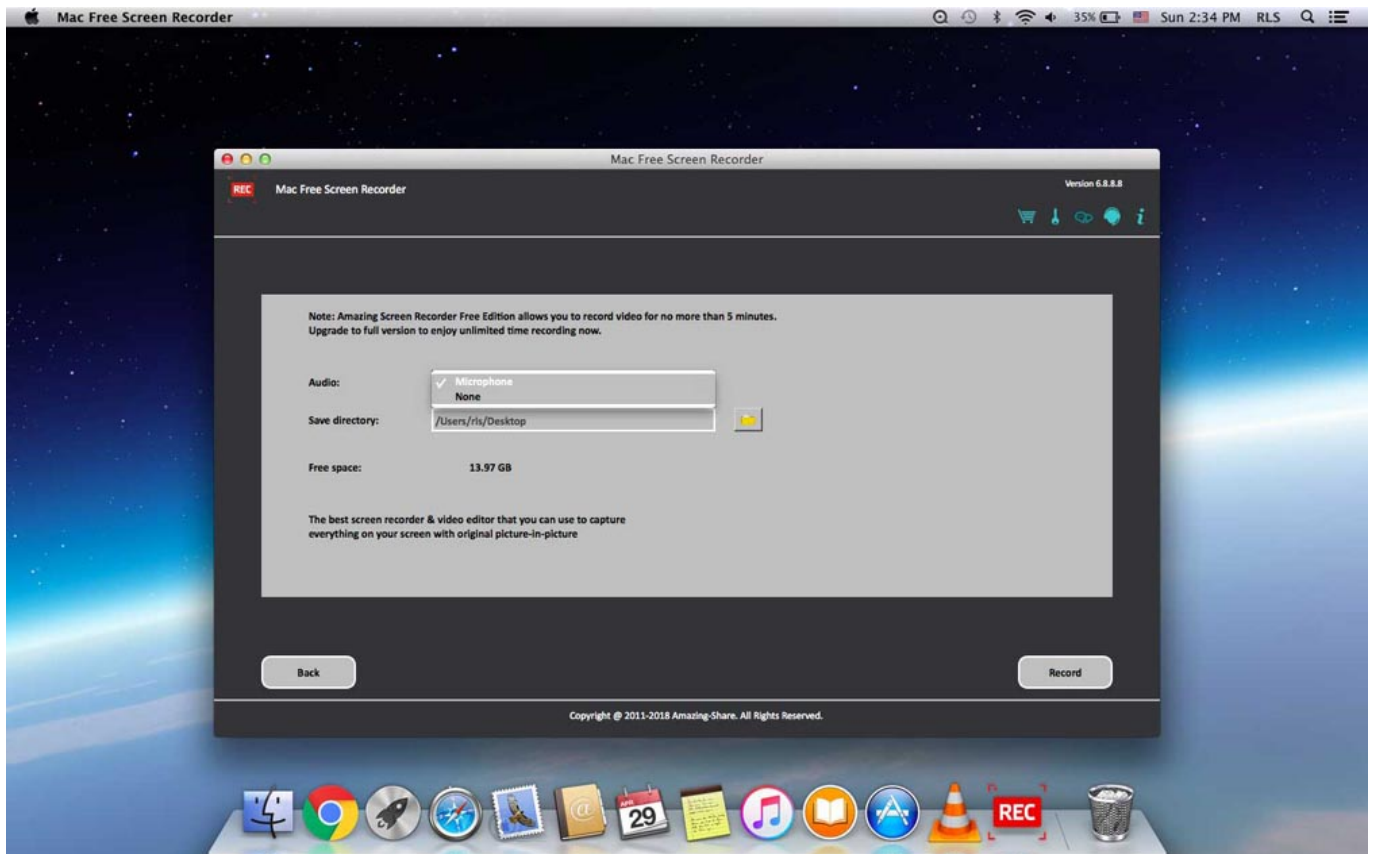 Mac Free Screen Recorder
35%
Sun 2:34 PM
RLS
Mac Free Screen Recorder
REC
Mac Free Screen Recorder
Version 6.8.8.8
Note: Amazing Screen Recorder Free Edition allows you to record video for no more than 5 minutes.
Upgrade to full version to enjoy unlimited time recording now.
Audio:
Microphone
None
Save directory:
/Users/rls/Desktop
Free space:
13.97 GB
The best screen recorder & video editor that you can use to capture
everything on your screen with original picture-in-picture
Back
Record
Copyright @ 2011-2018 Amazing-Share. All Rights Reserved.
APR
29
REC